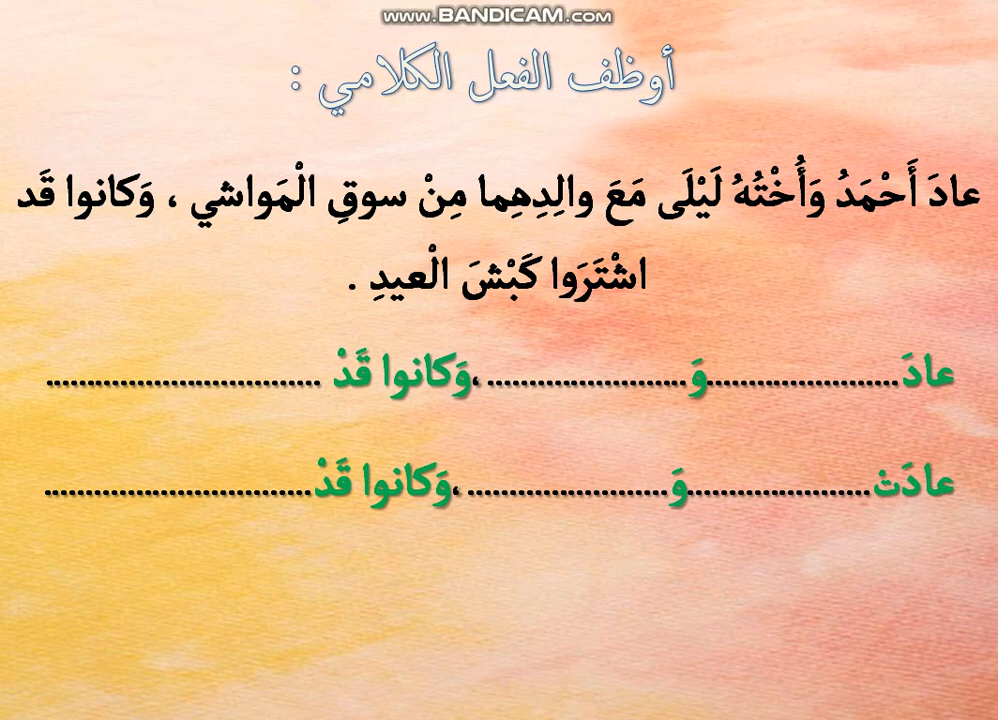 www.BANDICAM.com
أوظف الفعل الكلامي :
عادَ أَحْمَدُ وَأُخْتُهُ لَيْلَى مَعَ والِدِهِما مِنْ سوقِ الْمَواشي ، وَكانوا قَد
اشْتَرَوا كَبْشَ الْعيدِ .
عادَ.......................وَ........................،وَكانوا قَدْ .................................
عادَتْ......................وَ........................،وَكانوا قَدْ................................